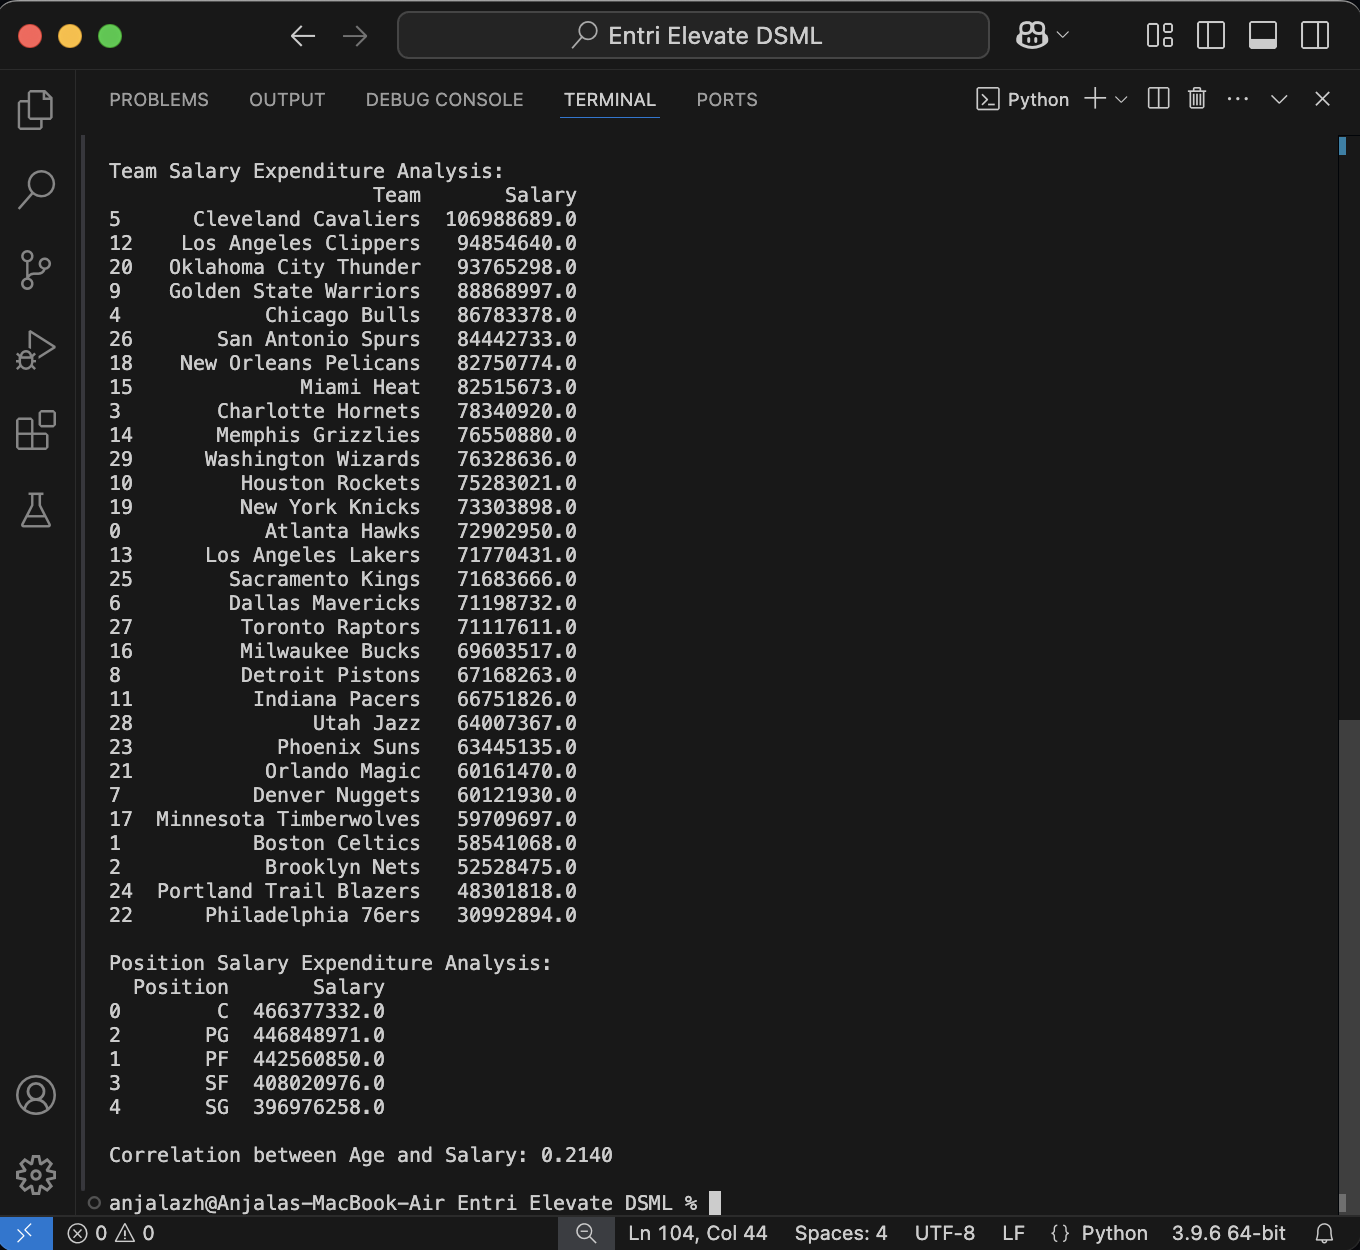 Entri Elevate DSML
PROBLEMS OUTPUT DEBUG CONSOLE TERMINAL PORTS Python
Team Salary Expenditure Analysis:
Team Salary
5 Cleveland Cavaliers 106988689.0
12 Los Angeles Clippers 94854640.0
20 Oklahoma City Thunder 93765298.0
9 Golden State Warriors 88868997.0
4 Chicago Bulls 86783378.0
26 San Antonio Spurs 84442733.0
18 New Orleans Pelicans 82750774.0
15 Miami Heat 82515673.0
3 Charlotte Hornets 78340920.0
14 Memphis Grizzlies 76550880.0
29 Washington Wizards 76328636.0
10 Houston Rockets 75283021.0
19 New York Knicks 73303898.0
0 Atlanta Hawks 72902950.0
13 Los Angeles Lakers 71770431.0
25 Sacramento Kings 71683666.0
6 Dallas Mavericks 71198732.0
27 Toronto Raptors 71117611.0
16 Milwaukee Bucks 69603517.0
8 Detroit Pistons 67168263.0
11 Indiana Pacers 66751826.0
28 Utah Jazz 64007367.0
23 Phoenix Suns 63445135.0
21 Orlando Magic 60161470.0
7 Denver Nuggets 60121930.0
17 Minnesota Timberwolves 59709697.0
1 Boston Celtics 58541068.0
2 Brooklyn Nets 52528475.0
24 Portland Trail Blazers 48301818.0
22 Philadelphia 76ers 30992894.0
Position Salary Expenditure Analysis:
Position Salary
0 C 466377332.0
2 PG 446848971.0
1 PF 442560850.0
3 SF 408020976.0
4 SG 396976258.0
Correlation between Age and Salary: 0.2140
anjalazh@Anjalas-MacBook-Air Entri Elevate DSML %
0 0 Ln 104, Col 44 Spaces: 4 UTF-8 LF {} Python 3.9.6 64-bit